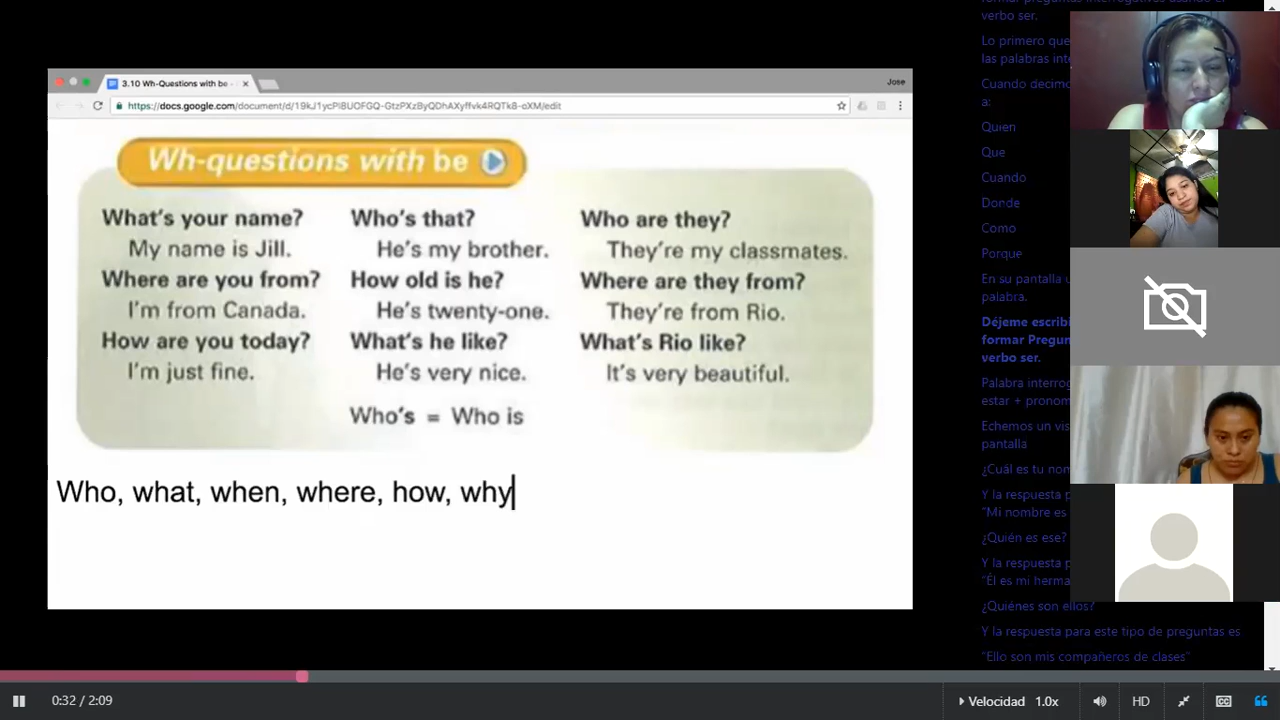 3.10 Wh-Questions with be -
Jose
https://docs.google.com/document/d/
Wh-questions with be
What's your name?
My name is Jill.
Where are you from?
I'm from Canada.
How are you today?
I'm just fine.
Who's that?
He's my brother.
How old is he?
He's twenty-one.
What's he like?
He's very nice.
Who's = Who is
Who are they?
They're my classmates.
Where are they from?
They're from Rio.
What's Rio like?
It's very beautiful.
Who, what, when, where, how, why
formar preguntas interrogativas usando el
verbo ser.
Lo primero que
las palabras
Cuando decimo
a:
Quien
Que
Cuando
Donde
Como
Porque
En su pantalla
palabra.
Déjeme escribi
formar Pregun
verbo ser.
Palabra interrog
estar + pronom
Echemos un vis
pantalla
¿Cuál es tu nom
Y la respuesta p
"Mi nombre es
¿Quién es ese?
Y la respuesta p
"Él es mi herma
¿Quiénes son ellos?
Y la respuesta para este tipo de preguntas es
"Ello son mis compañeros de clases"
0:32 / 2:09
Velocidad 1.0x
HD
CC